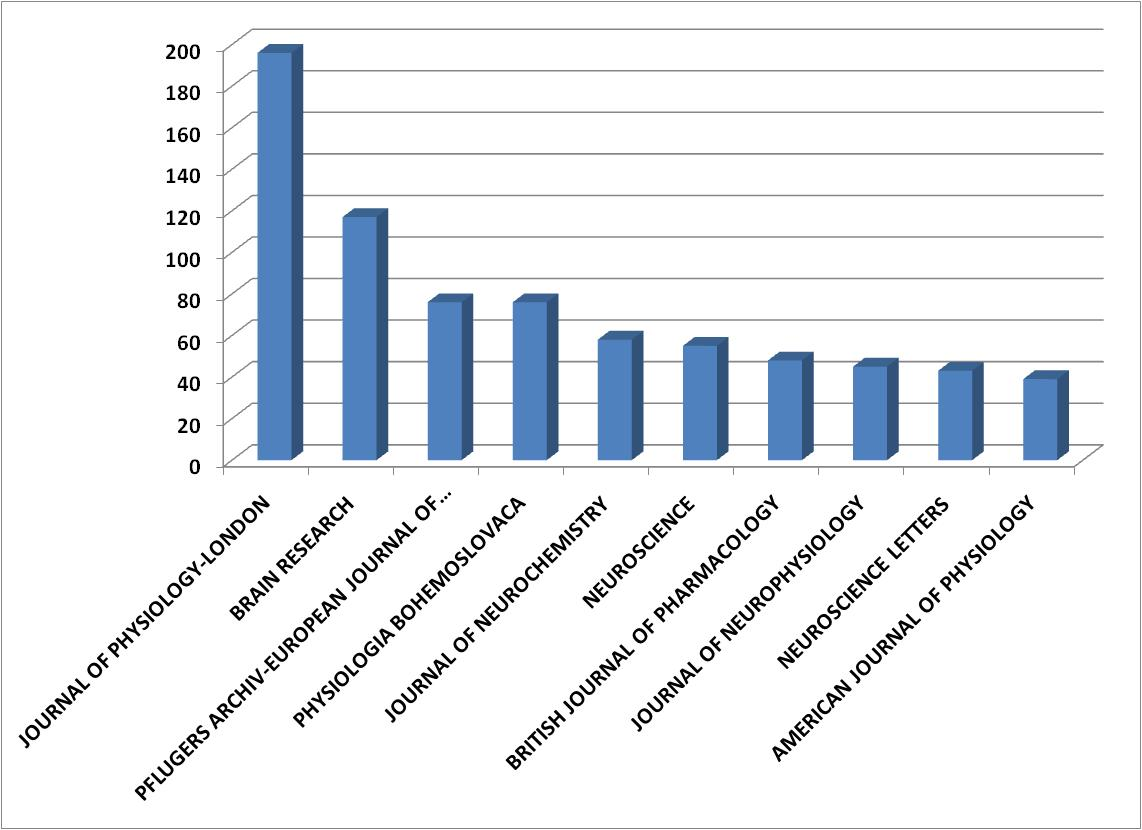 200
180
160
140
120
100
80
60
40
20
0
JOURNAL OF PHYSIOLOGY-LONDON
BRAIN RESEARCH
PFLUGERS ARCHIV-EUROPEAN JOURNAL OF...
PHYSIOLOGIA BOHEMOSLOVACA
JOURNAL OF NEUROCHEMISTRY
NEUROSCIENCE
BRITISH JOURNAL OF PHARMACOLOGY
JOURNAL OF NEUROPHYSIOLOGY
NEUROSCIENCE LETTERS
AMERICAN JOURNAL OF PHYSIOLOGY